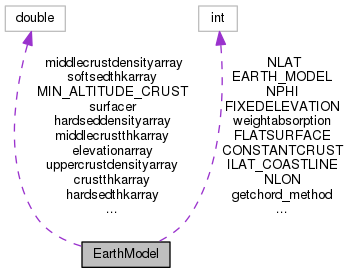 double
int
middlecrustdensityarray
softsedthkarray
MIN_ALTITUDE_CRUST
surfacer
hardseddensityarray
middlecrustthkarray
elevationarray
uppercrustdensityarray
crustthkarray
hardsedthkarray
...
NLAT
EARTH_MODEL
NPHI
FIXEDELEVATION
weightabsorption
FLATSURFACE
CONSTANTCRUST
ILAT_COASTLINE
NLON
getchord_method
...
EarthModel